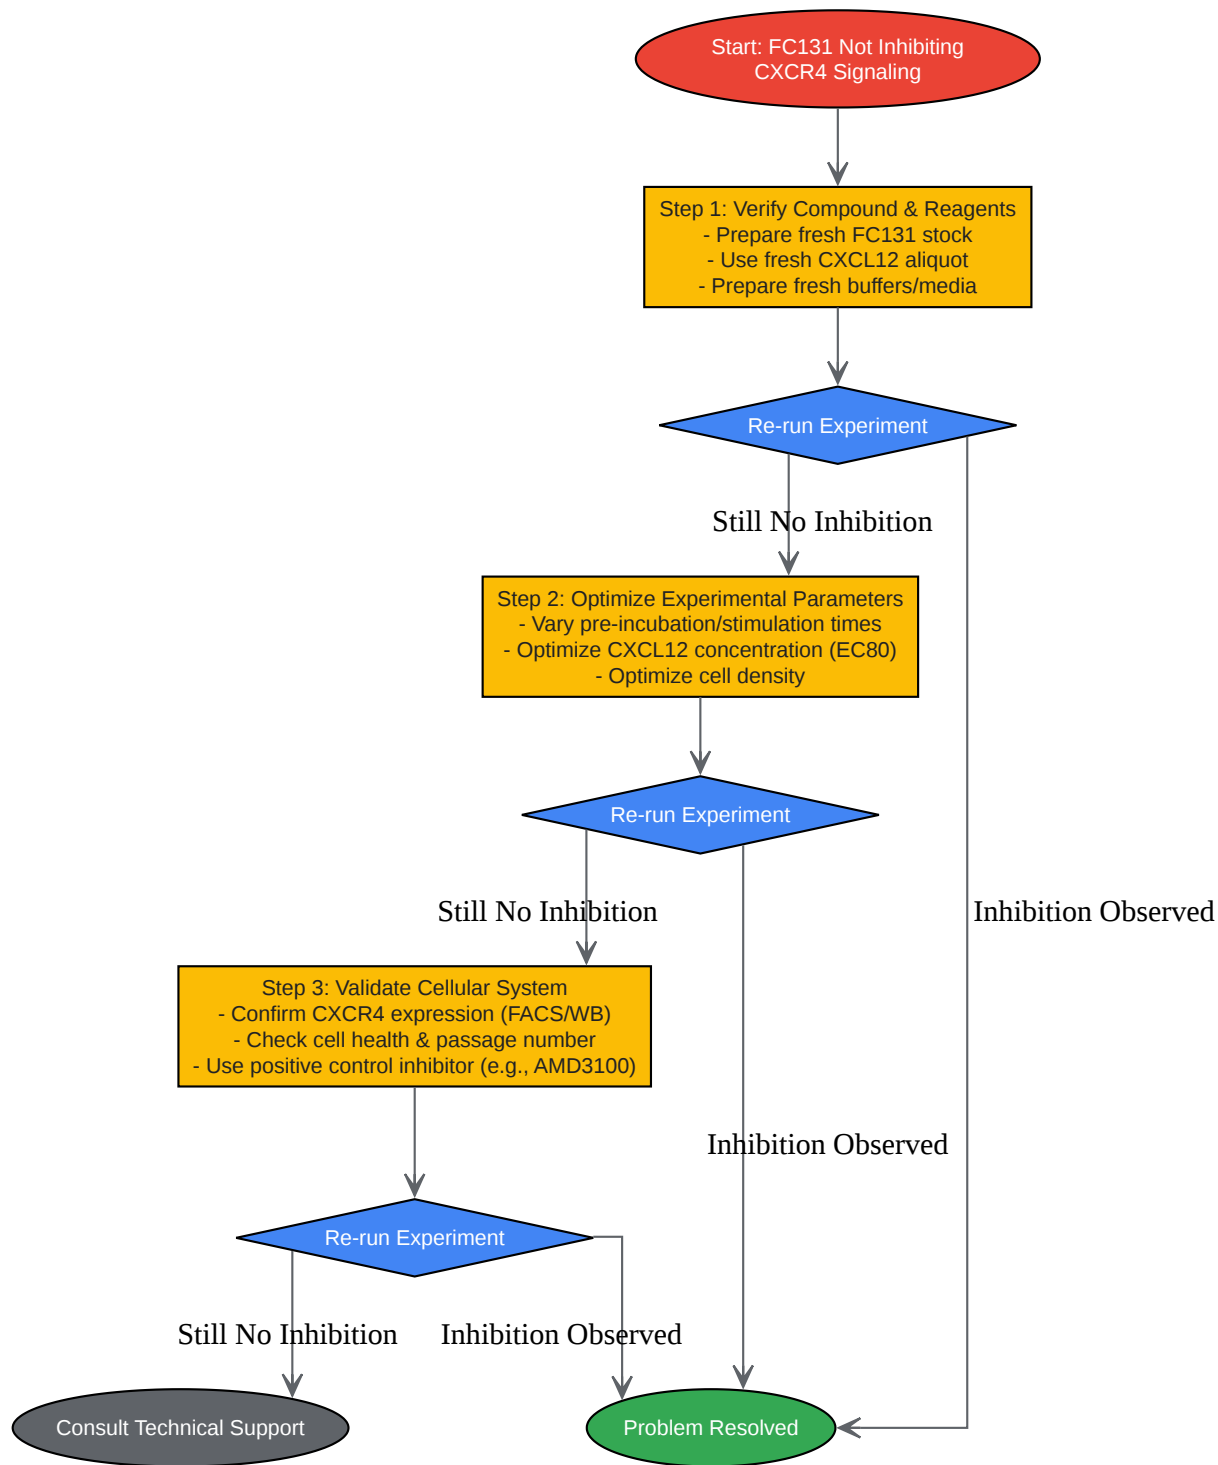 Start: FC131 Not Inhibiting
CXCR4 Signaling
Step 1: Verify Compound & Reagents
- Prepare fresh FC131 stock
- Use fresh CXCL12 aliquot
- Prepare fresh buffers/media
Re-run Experiment
Still No Inhibition
Step 2: Optimize Experimental Parameters
- Vary pre-incubation/stimulation times
- Optimize CXCL12 concentration (EC80)
- Optimize cell density
Re-run Experiment
Still No Inhibition
Inhibition Observed
Step 3: Validate Cellular System
- Confirm CXCR4 expression (FACS/WB)
- Check cell health & passage number
- Use positive control inhibitor (e.g., AMD3100)
Inhibition Observed
Re-run Experiment
Still No Inhibition
Inhibition Observed
Consult Technical Support
Problem Resolved